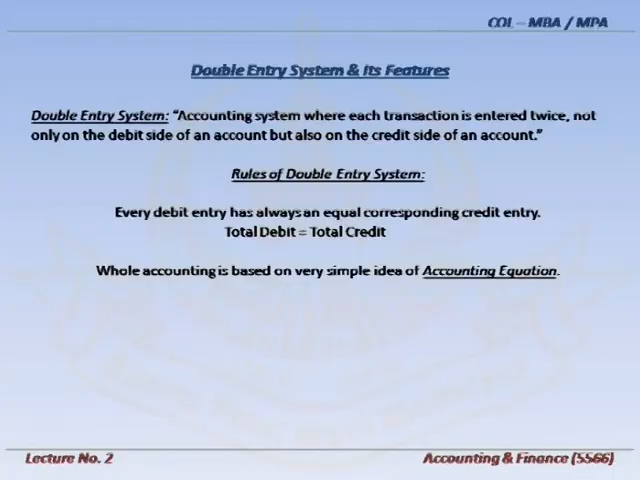 COL – MBA / MPA
Double Entry System & Its Features
Double Entry System: “Accounting system where each transaction is entered twice, not
only on the debit side of an account but also on the credit side of an account.”
Rules of Double Entry System:
Every debit entry has always an equal corresponding credit entry.
Total Debit = Total Credit
Whole accounting is based on very simple idea of Accounting Equation.
Lecture No. 2
Accounting & Finance (5566)